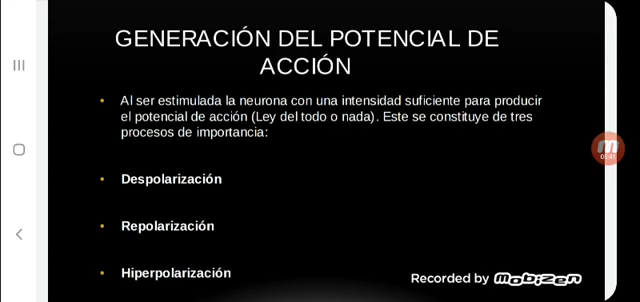 GENERACIÓN DEL POTENCIAL DE
ACCIÓN
• Al ser estimulada la neurona con una intensidad suficiente para producir
el potencial de acción (Ley del todo o nada). Este se constituye de tres
procesos de importancia:
• Despolarización
• Repolarización
• Hiperpolarización
Recorded by mobizen